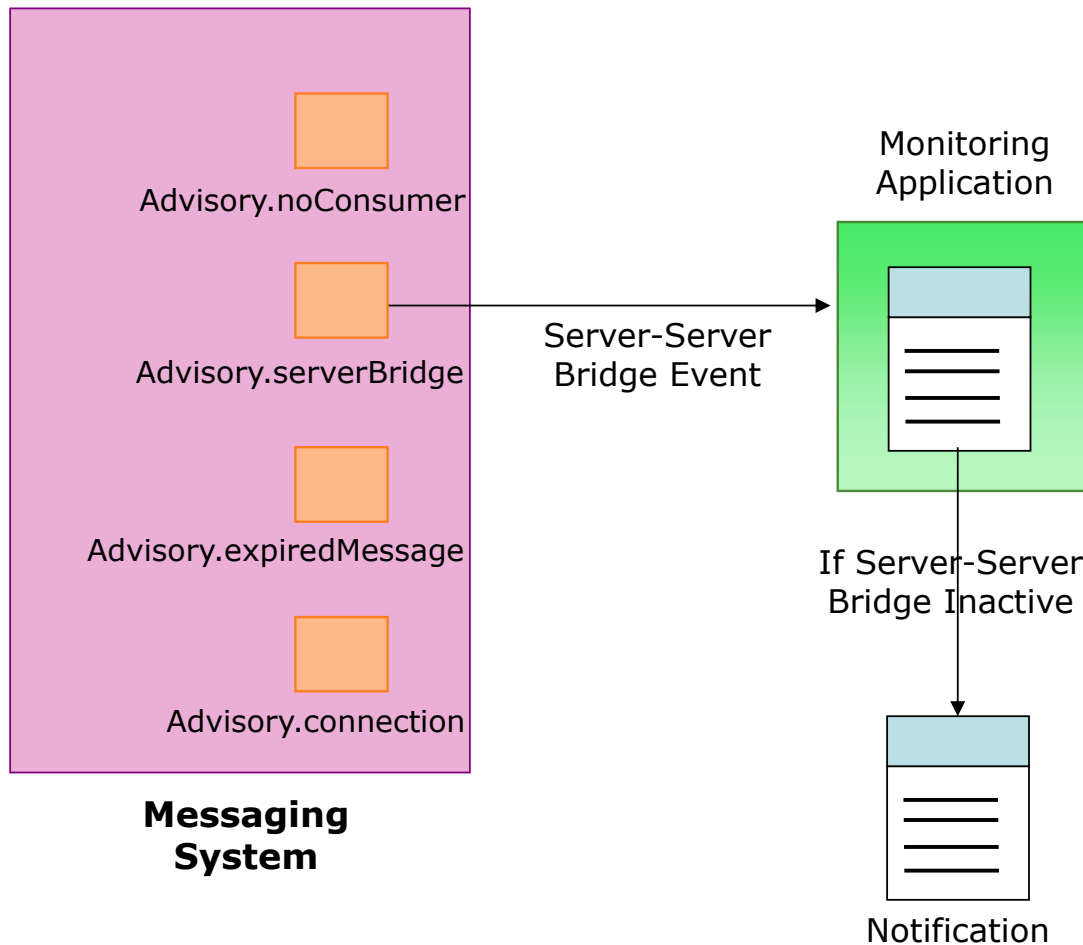 Advisory.noConsumer
Advisory.serverBridge
Advisory.expiredMessage
Advisory.connection
Messaging
System
Server-Server
Bridge Event
Monitoring
Application
If Server-Server
Bridge Inactive
Notification